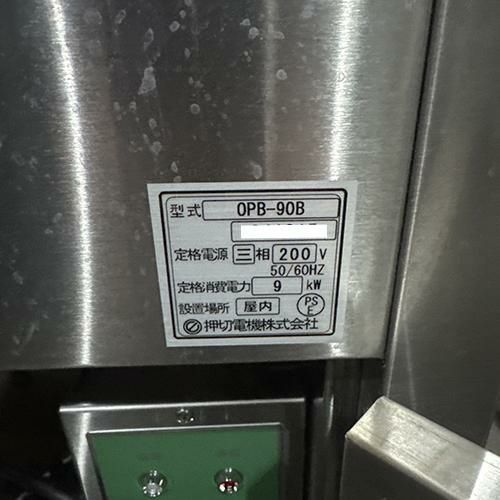 型式 OPB-90B
定格電源 三相 200 V
50/60HZ
定格消費電力 9 kW
設置場所 屋内 PSE
押切電機株式会社